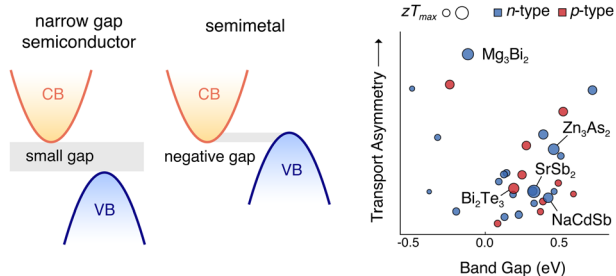 narrow gap
semiconductor
semimetal
CB
small gap
VB
CB
negative gap
VB
zTmax
n-type
p-type
Transport Asymmetry
Mg₃Bi₂
Zn₃As₂
SrSb₂
Bi₂Te₃
NaCdSb
-0.5
0.0
0.5
Band Gap (eV)